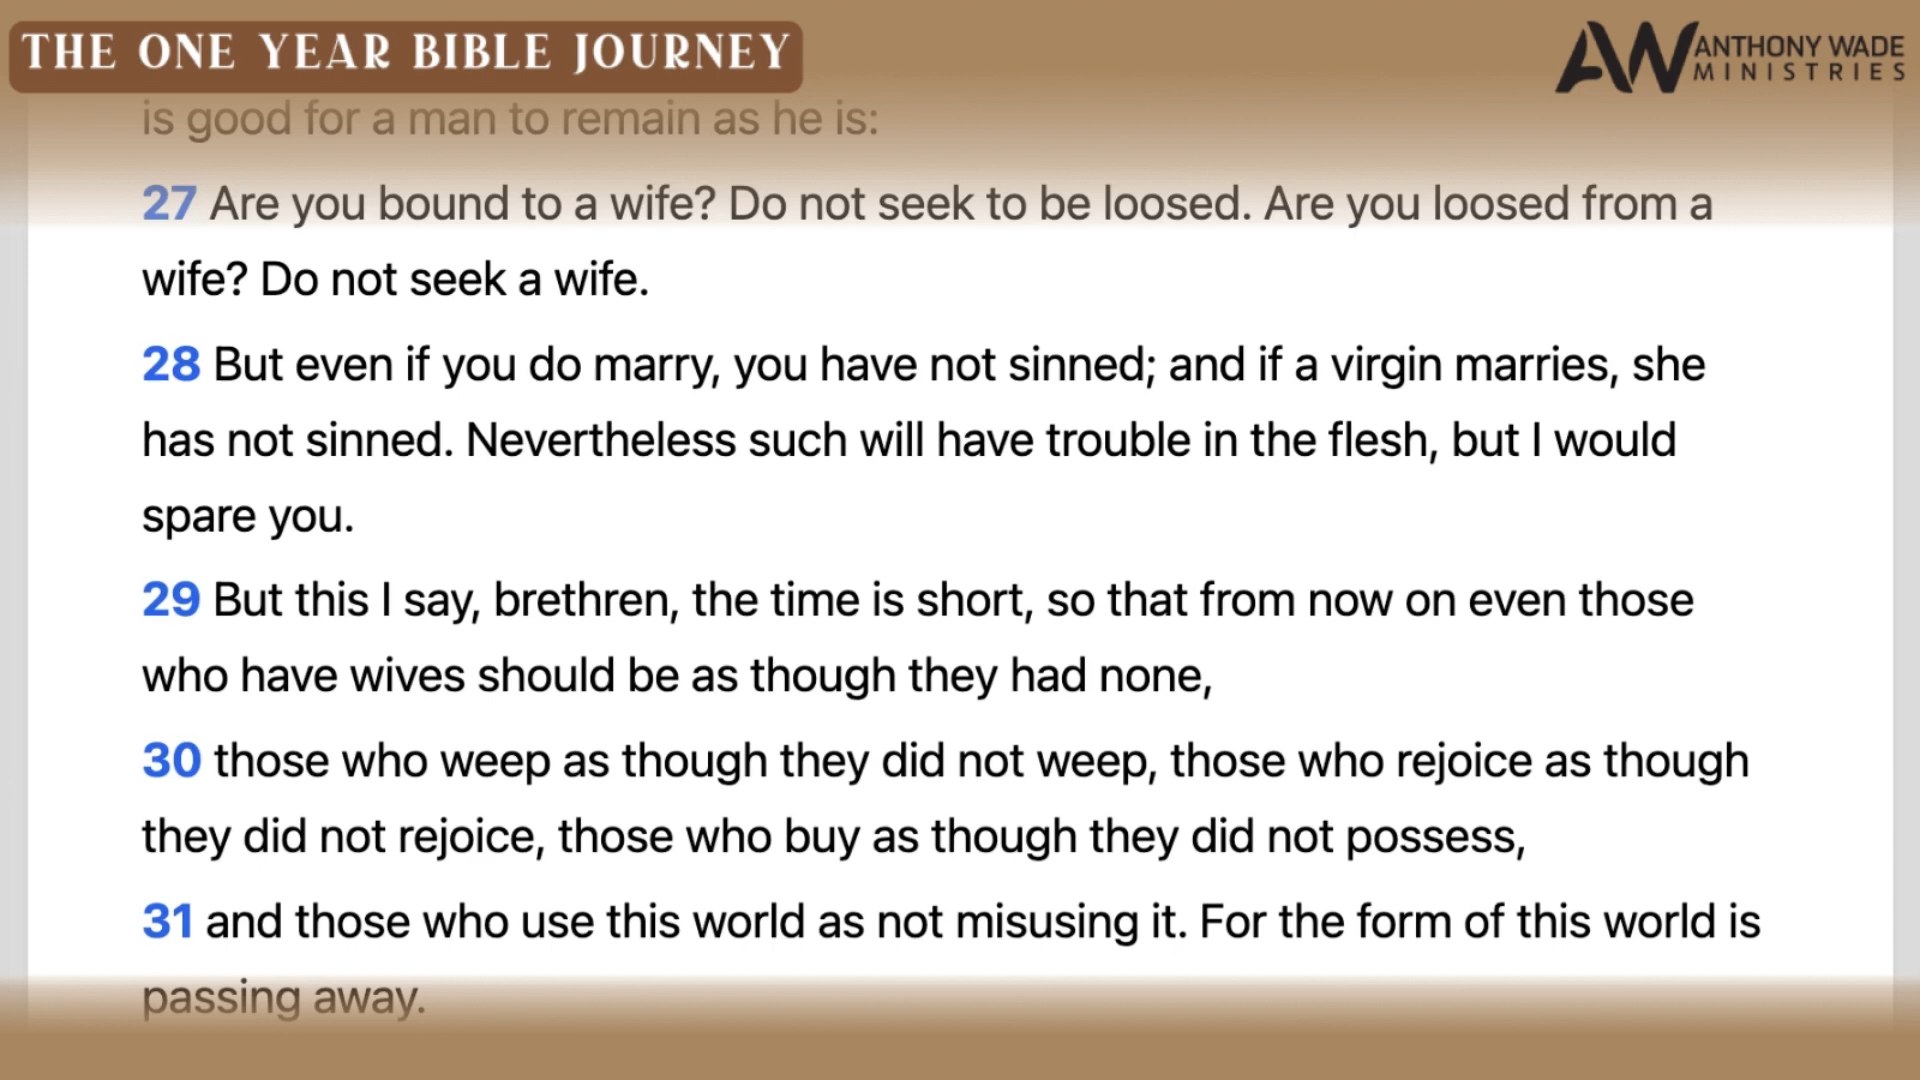 THE ONE YEAR BIBLE JOURNEY
AW ANTHONY WADE
MINISTRIES
is good for a man to remain as he is:
27 Are you bound to a wife? Do not seek to be loosed. Are you loosed from a
wife? Do not seek a wife.
28 But even if you do marry, you have not sinned; and if a virgin marries, she
has not sinned. Nevertheless such will have trouble in the flesh, but I would
spare you.
29 But this I say, brethren, the time is short, so that from now on even those
who have wives should be as though they had none,
30 those who weep as though they did not weep, those who rejoice as though
they did not rejoice, those who buy as though they did not possess,
31 and those who use this world as not misusing it. For the form of this world is
passing away.